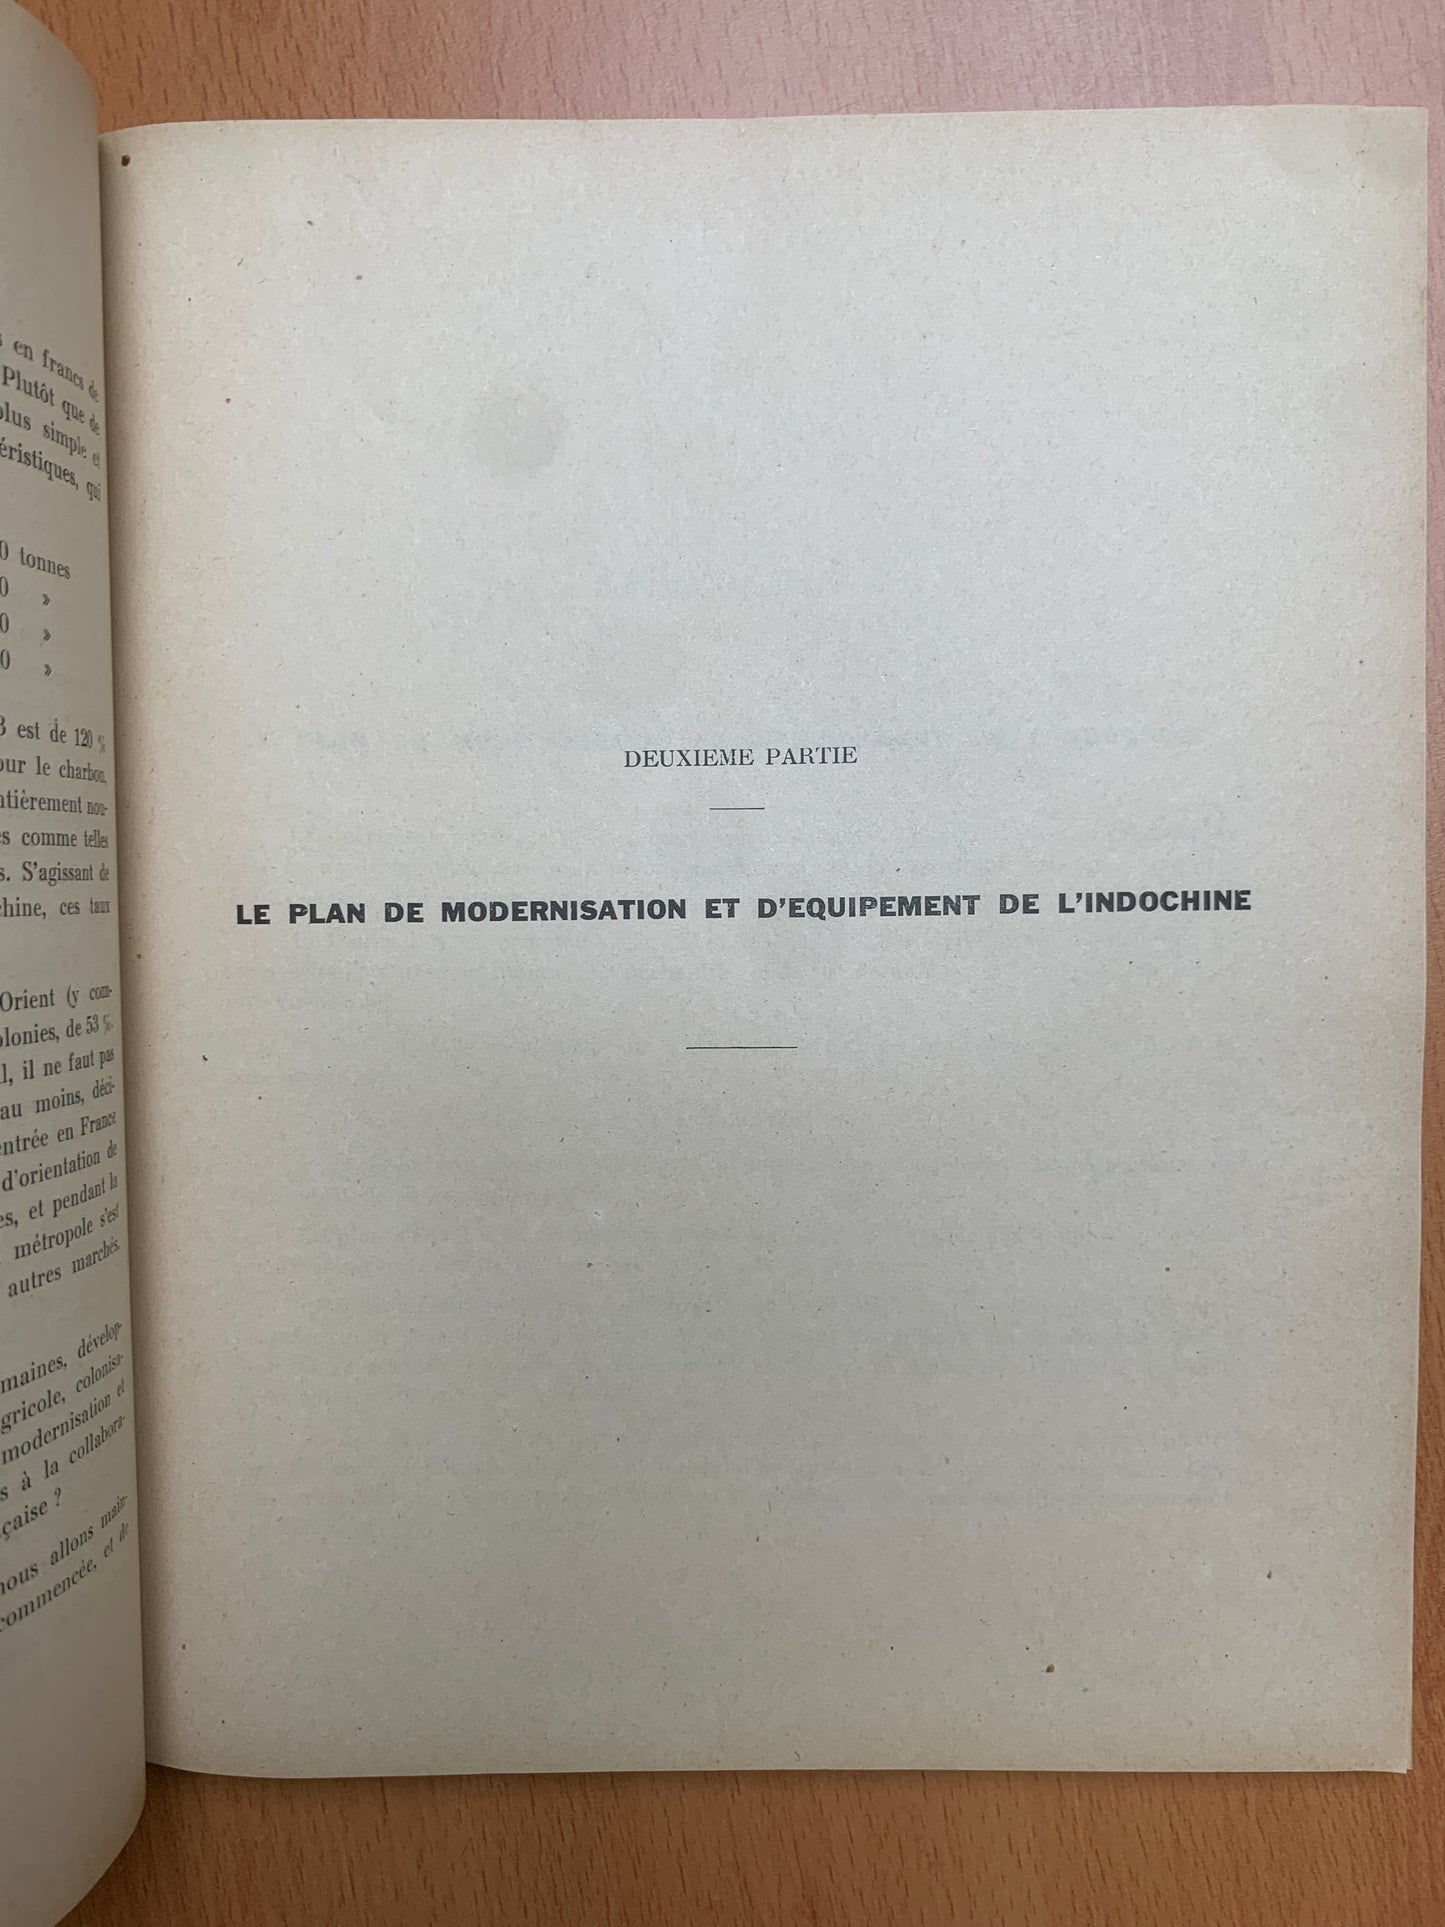 en francs de
Plutôt que de
plus simple et
éristiques, qui
0 tonnes
0 »
0 »
0 »
3 est de 120 %
our le charbon,
ntièrement nou-
es comme telles
s. S'agissant de
chine, ces taux
Orient (y com-
olonies, de 53 %.
l, il ne faut pas
au moins, déci-
entrée en France
d'orientation de
es, et pendant la
métropole s'est
autres marchés.
maines, dévelop-
gricole, colonisa-
modernisation et
s à la collabora-
çaise ?
nous allons main-
commencée, et de
DEUXIEME PARTIE
LE PLAN DE MODERNISATION ET D'EQUIPEMENT DE L'INDOCHINE